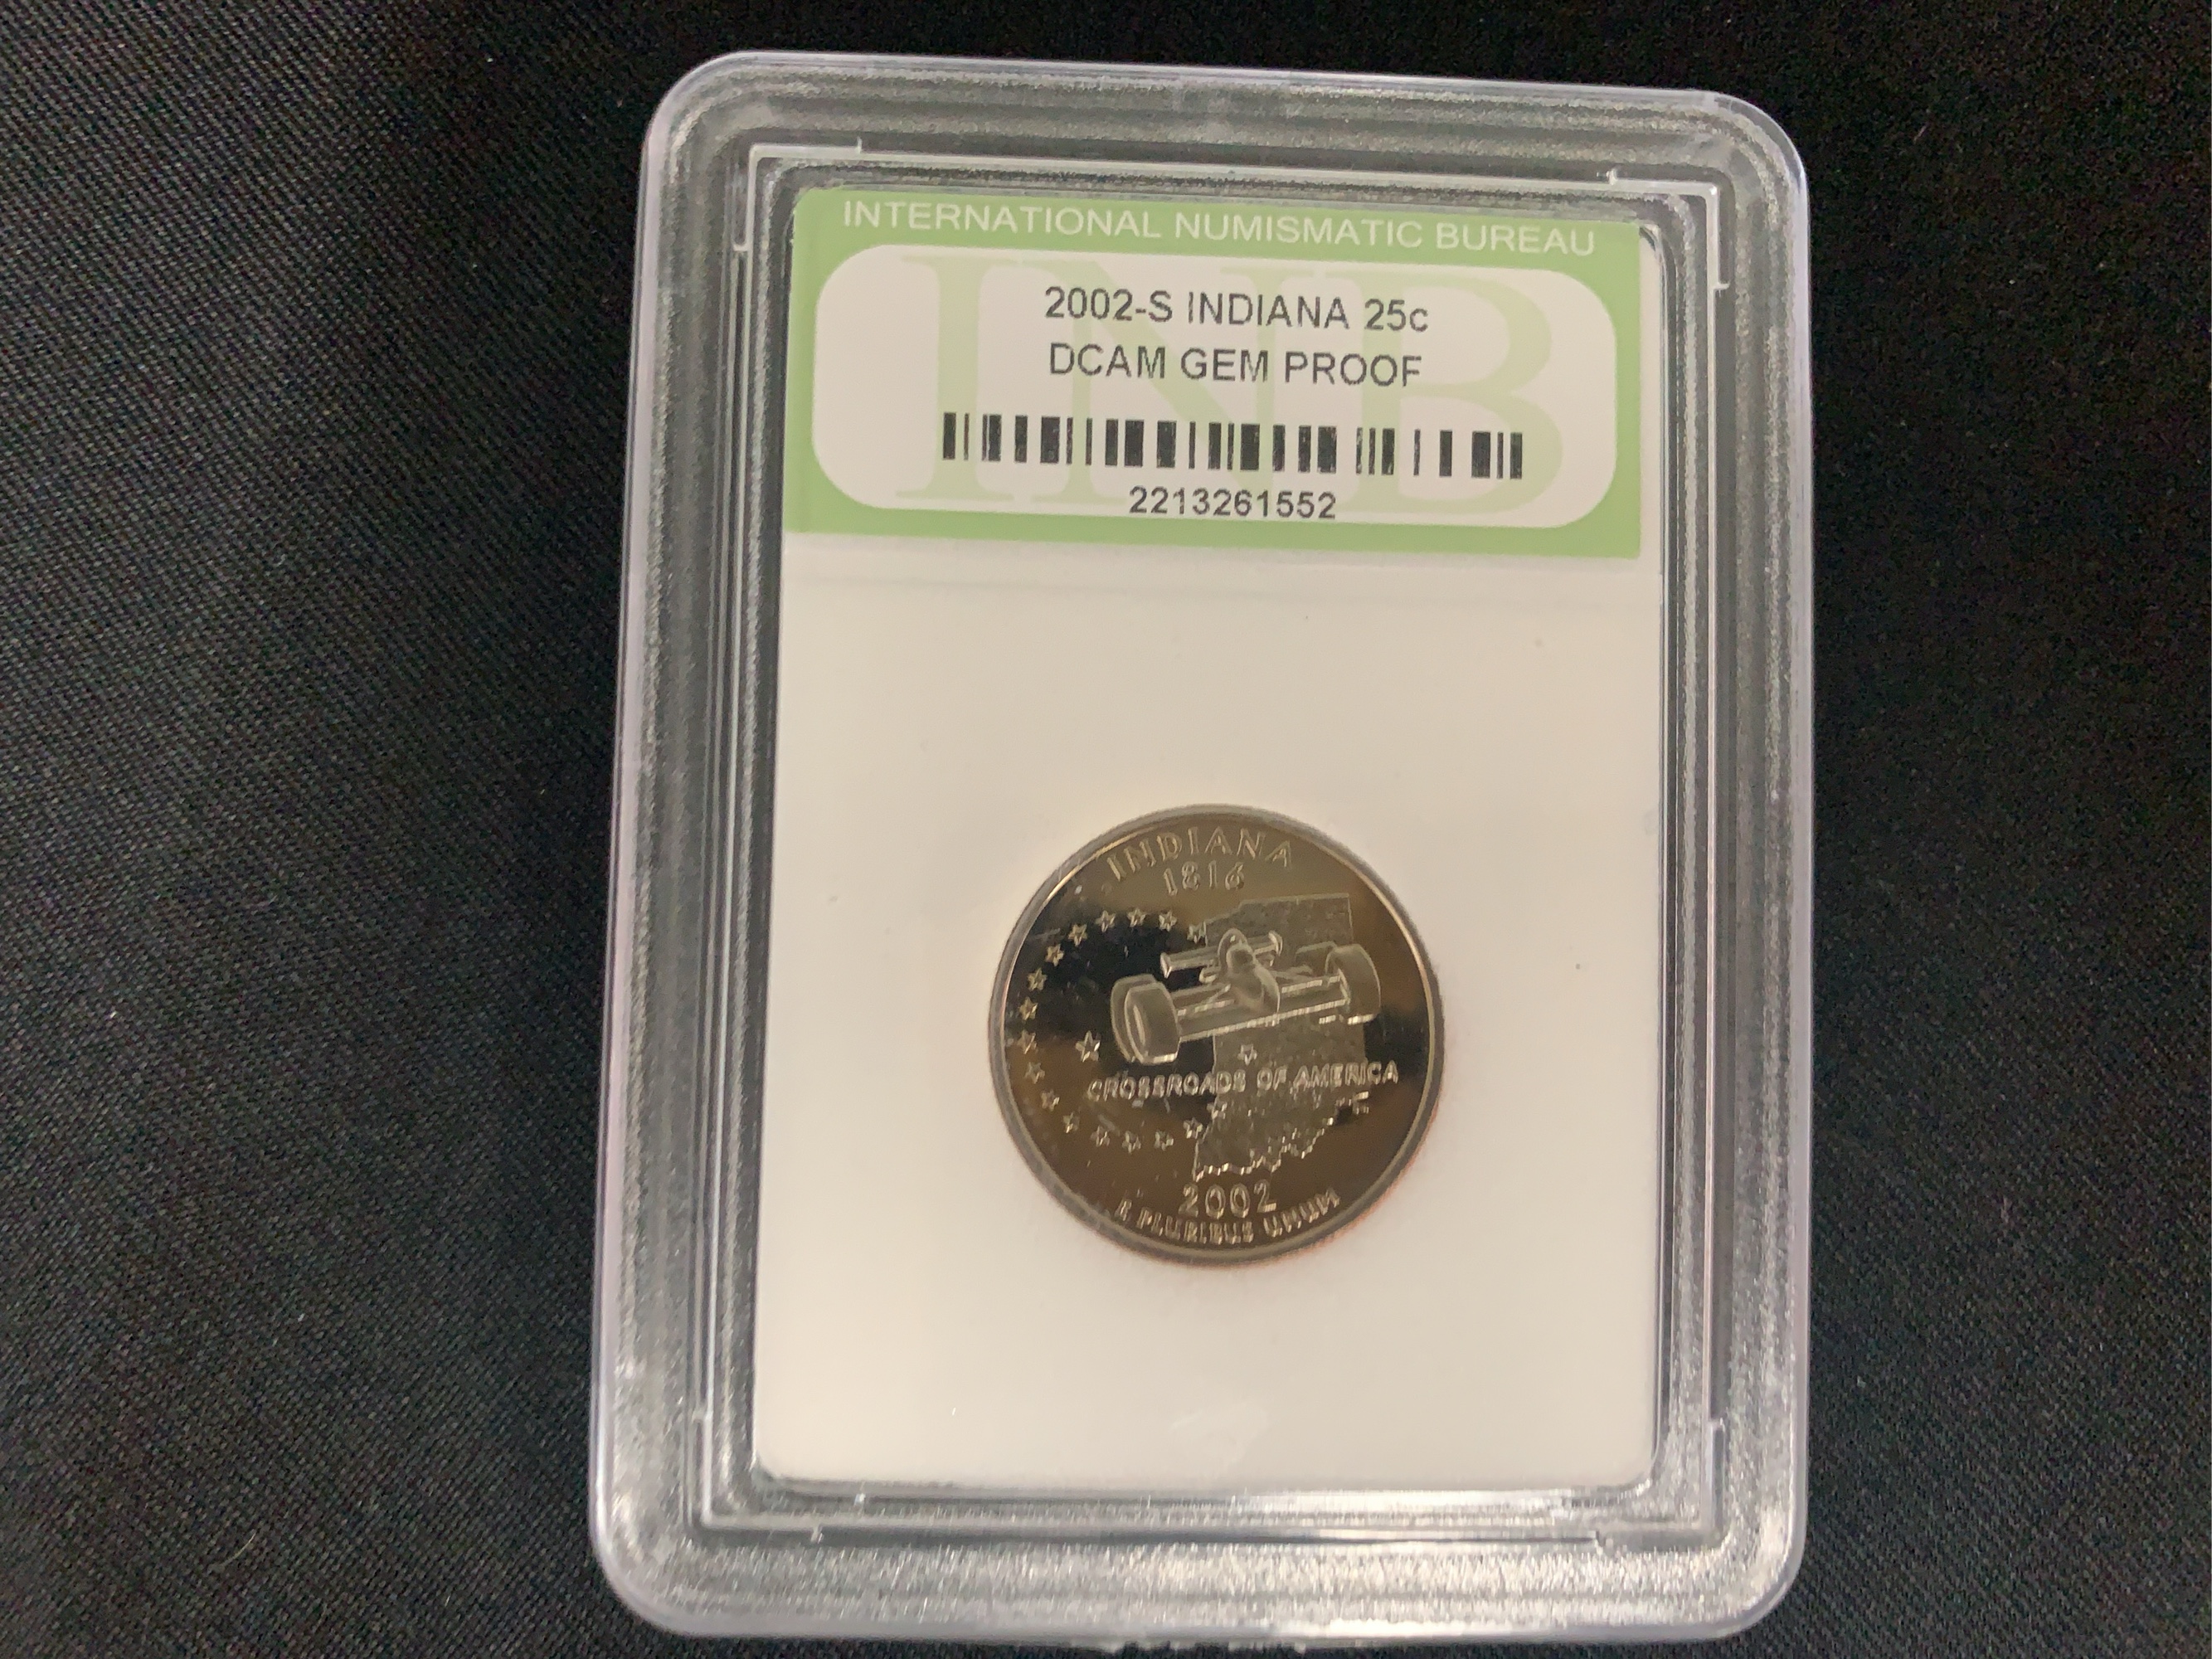 INTERNATIONAL NUMISMATIC BUREAU
INB
2002-S INDIANA 25c
DCAM GEM PROOF
2213261552
INDIANA
1816
CROSSROADS OF AMERICA
2002
E PLURIBUS UNUM